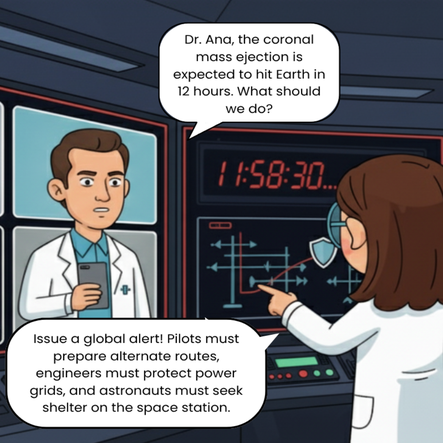 Dr. Ana, the coronal
mass ejection is
expected to hit Earth in
12 hours. What should
we do?
11:58:30...
Issue a global alert! Pilots must
prepare alternate routes,
engineers must protect power
grids, and astronauts must seek
shelter on the space station.